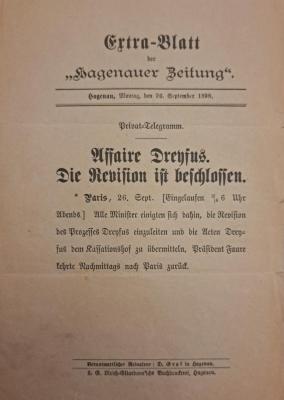 Extra-Blatt
der
„Hagenauer Zeitung“.
Hagenau, Montag, den 26. September 1898.
Privat-Telegramm.
Affaire Dreyfus.
Die Revision ist beschlossen.
* Paris, 26. Sept. [Eingelaufen 6 Uhr
Abends.] Alle Minister einigten sich dahin, die Revision
des Prozesses Dreyfus einzuleiten und die Acten Drey-
fus dem Kassationshof zu übermitteln. Präsident Faure
kehrte Nachmittags nach Paris zurück.
Verantwortlicher Redakteur: D. Graf in Hagenau.
Buchdruckerei, Hagenau.